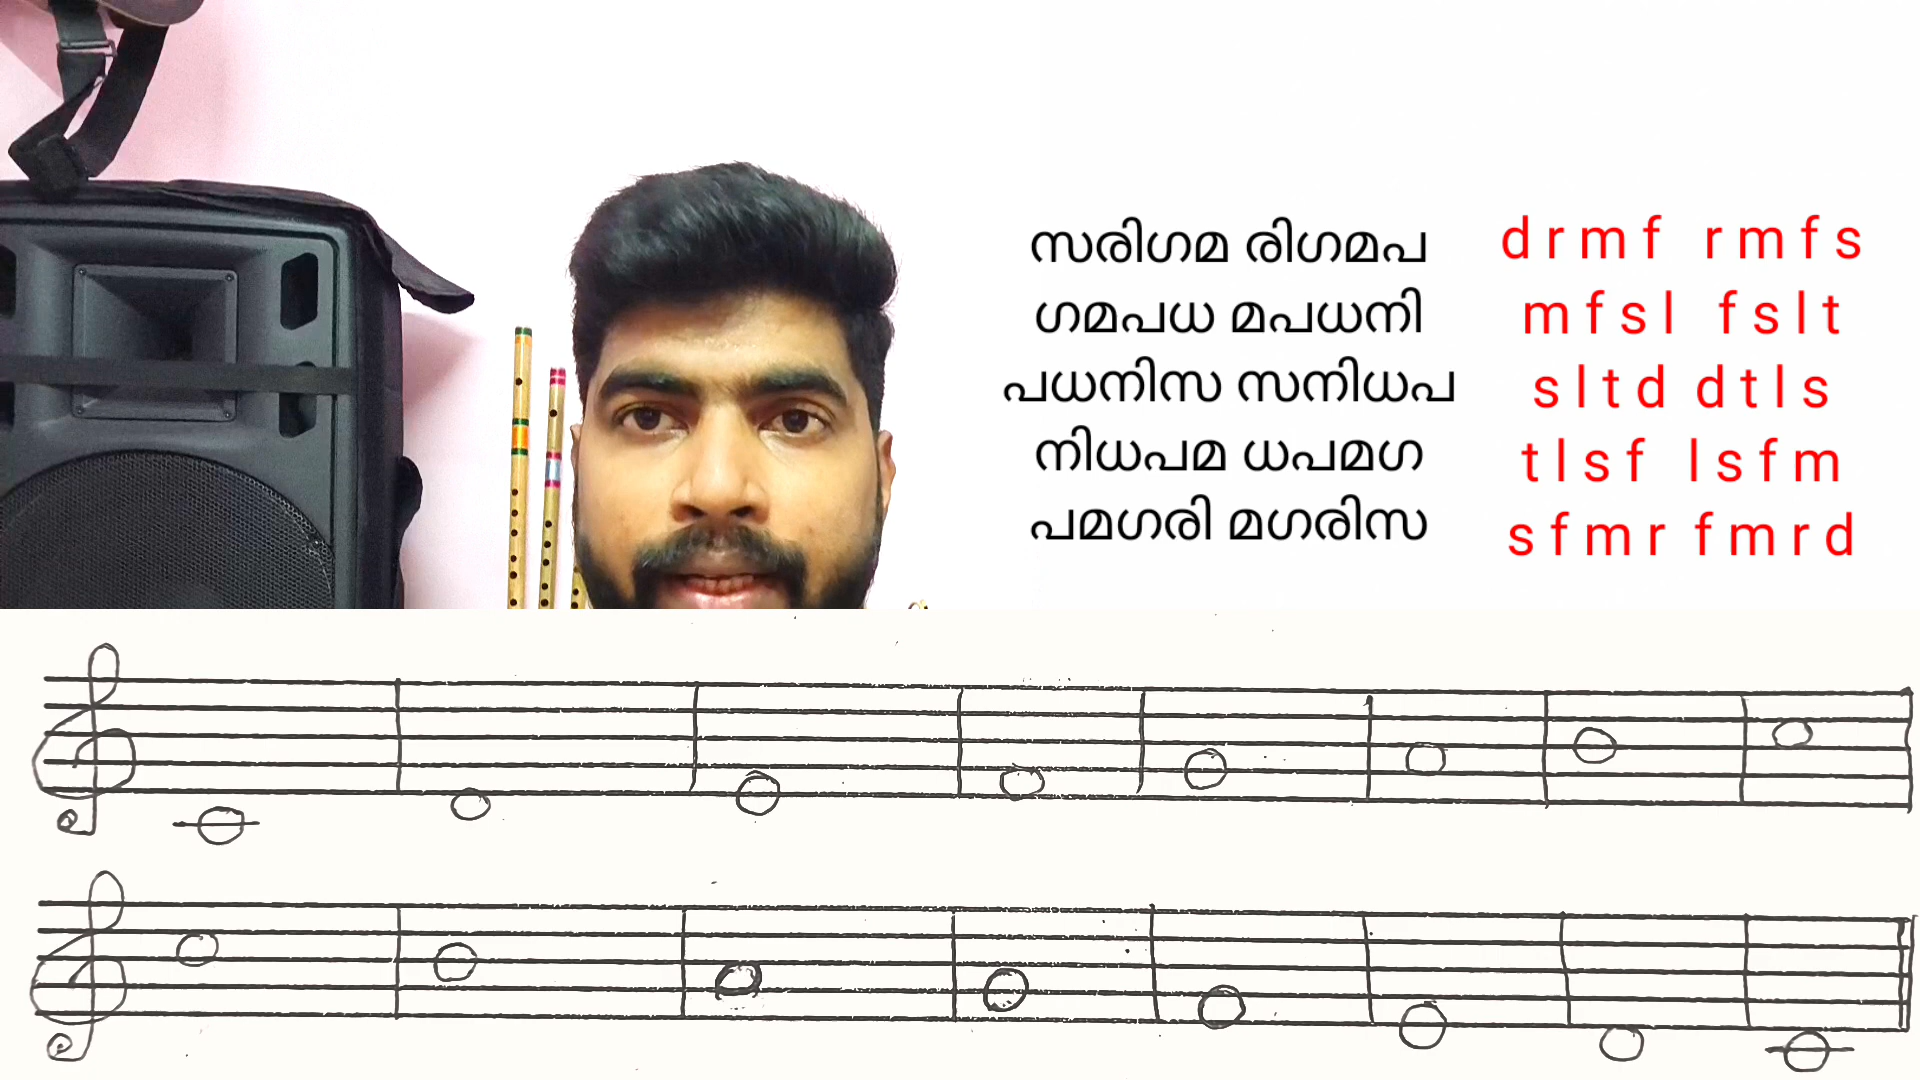 സരിഗമ രിഗമപ
ഗമപധ മപധനി
പധനിസ സനിധപ
നിധപമ ധപമഗ
പമഗരി മഗരിസ
d r m f r m f s
m f s l f s l t
s l t d d t l s
t l s f l s f m
s f m r f m r d